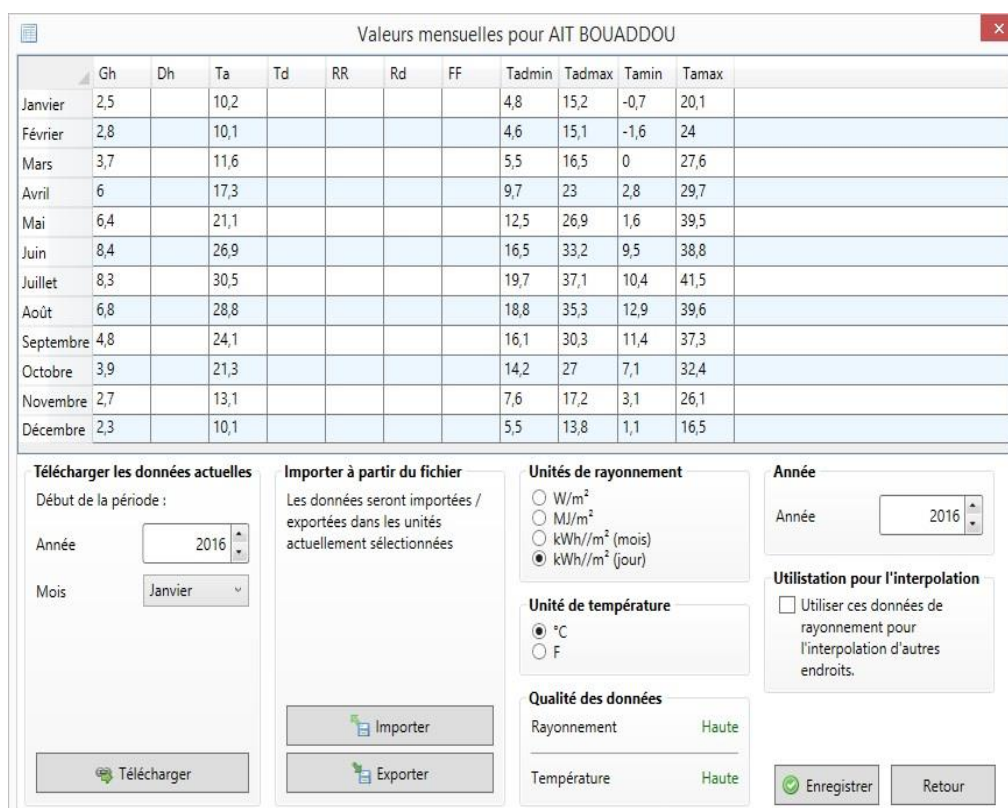 Valeurs mensuelles pour AIT BOUADDOU
x
Gh Dh Ta Td RR Rd FF Tadmin Tadmax Tamin Tamax
Janvier 2,5 10,2 4,8 15,2 -0,7 20,1
Février 2,8 10,1 4,6 15,1 -1,6 24
Mars 3,7 11,6 5,5 16,5 0 27,6
Avril 6 17,3 9,7 23 2,8 29,7
Mai 6,4 21,1 12,5 26,9 1,6 39,5
Juin 8,4 26,9 16,5 33,2 9,5 38,8
Juillet 8,3 30,5 19,7 37,1 10,4 41,5
Août 6,8 28,8 18,8 35,3 12,9 39,6
Septembre 4,8 24,1 16,1 30,3 11,4 37,3
Octobre 3,9 21,3 14,2 27 7,1 32,4
Novembre 2,7 13,1 7,6 17,2 3,1 26,1
Décembre 2,3 10,1 5,5 13,8 1,1 16,5
Télécharger les données actuelles
Début de la période :
Année 2016
Mois Janvier
Télécharger
Importer à partir du fichier
Les données seront importées /
exportées dans les unités
actuellement sélectionnées
Importer
Exporter
Unités de rayonnement
W/m²
MJ/m²
kWh//m² (mois)
kWh//m² (jour)
Unité de température
°C
F
Qualité des données
Rayonnement Haute
Température Haute
Année
Année 2016
Utilistation pour l'interpolation
Utiliser ces données de
rayonnement pour
l'interpolation d'autres
endroits.
Enregistrer
Retour